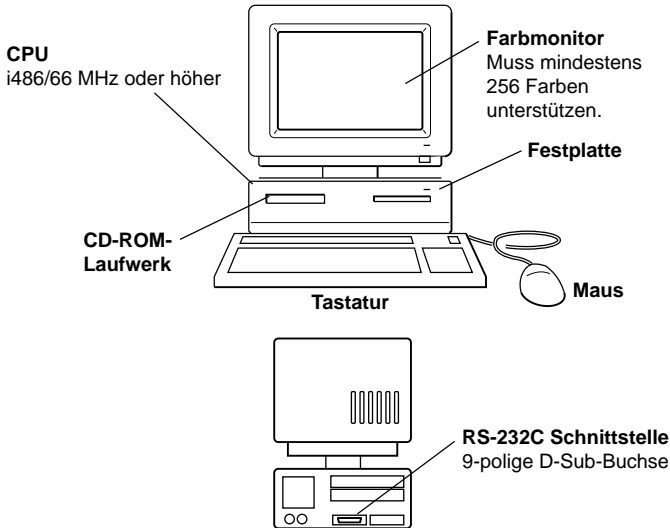 CPU
i486/66 MHz oder höher
Farbmonitor
Muss mindestens
256 Farben
unterstützen.
Festplatte
CD-ROM-
Laufwerk
Tastatur
Maus
RS-232C Schnittstelle
9-polige D-Sub-Buchse